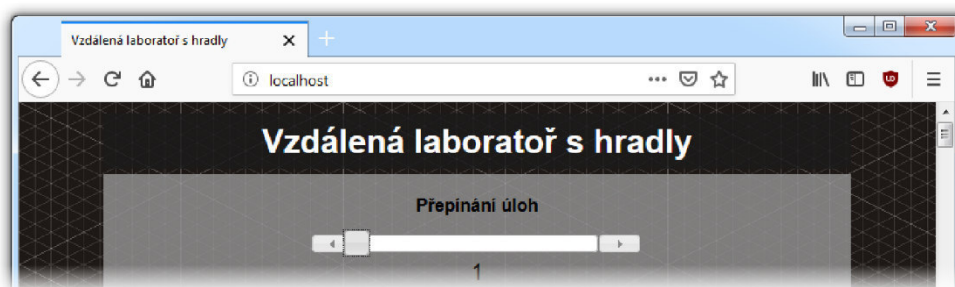 Vzdálená laboratoř s hradly
localhost
Vzdálená laboratoř s hradly
Přepínání úloh
1